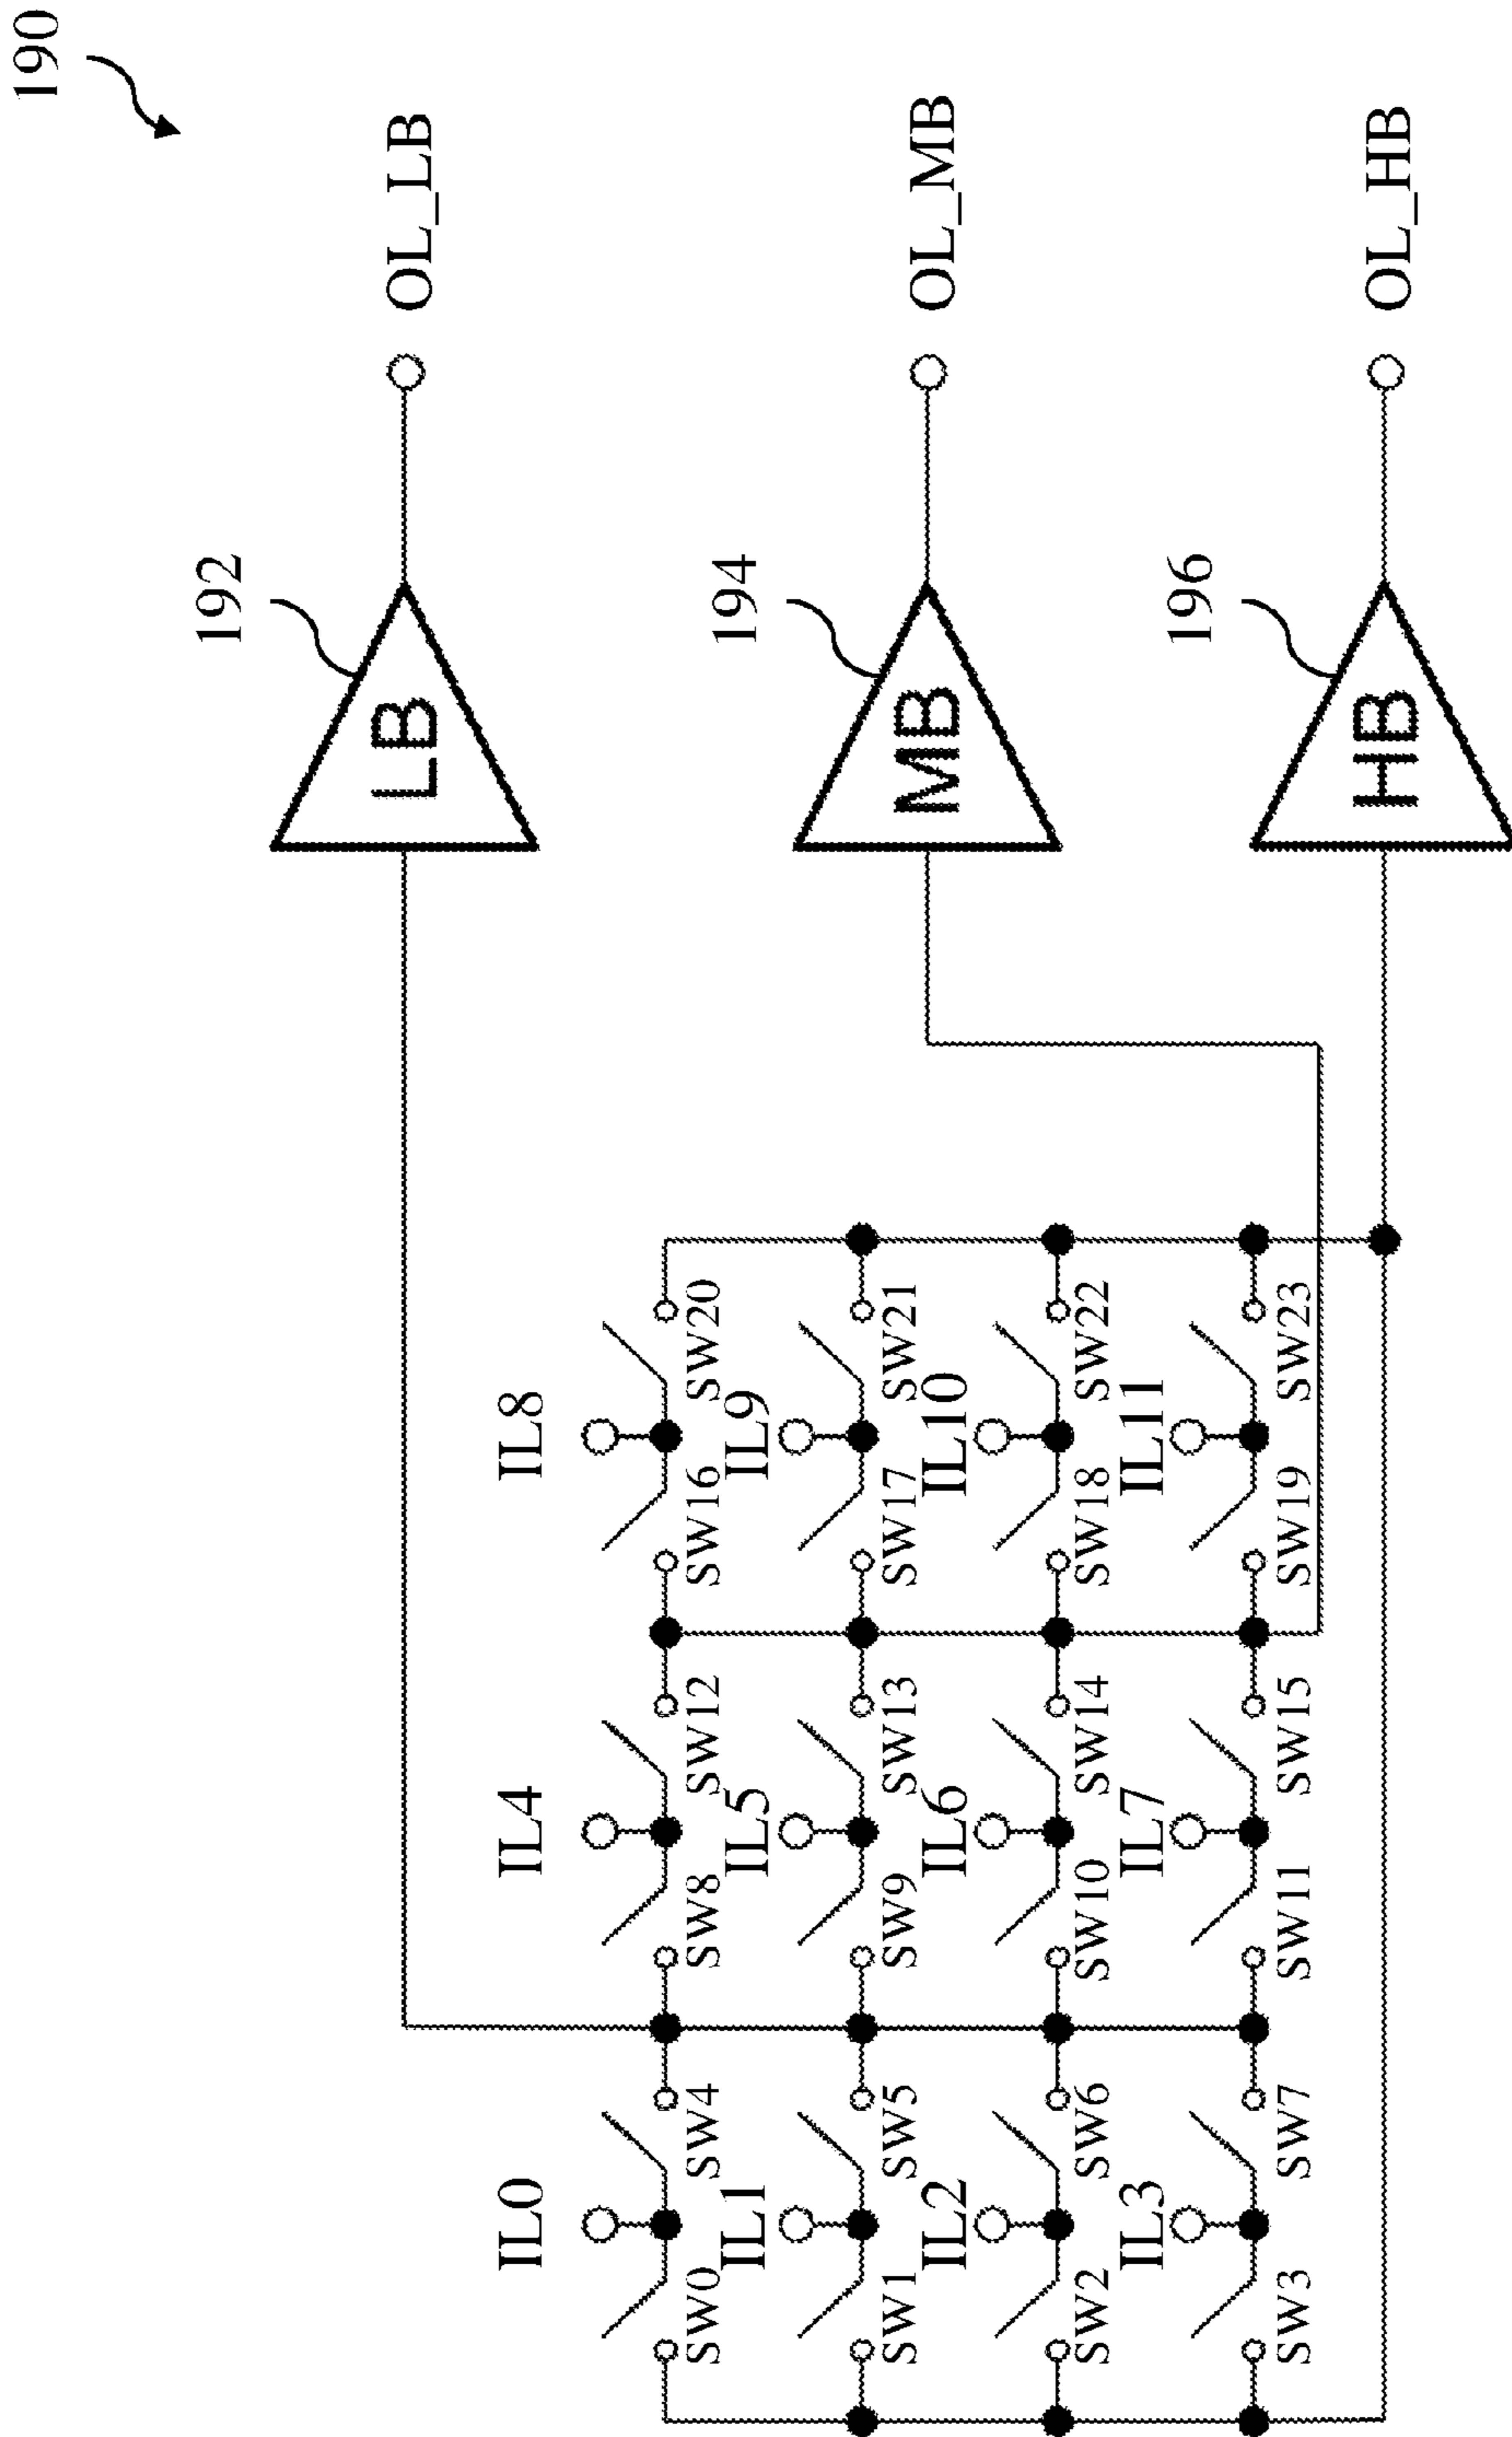 190
192
LB
OL_LB
194
MB
OL_MB
196
HB
OL_HB
IL0
IL4
IL8
SW0
SW4
SW8
SW12
SW16
SW20
IL1
IL5
IL9
SW1
SW5
SW9
SW13
SW17
SW21
IL2
IL6
IL10
SW2
SW6
SW10
SW14
SW18
SW22
IL3
IL7
IL11
SW3
SW7
SW11
SW15
SW19
SW23